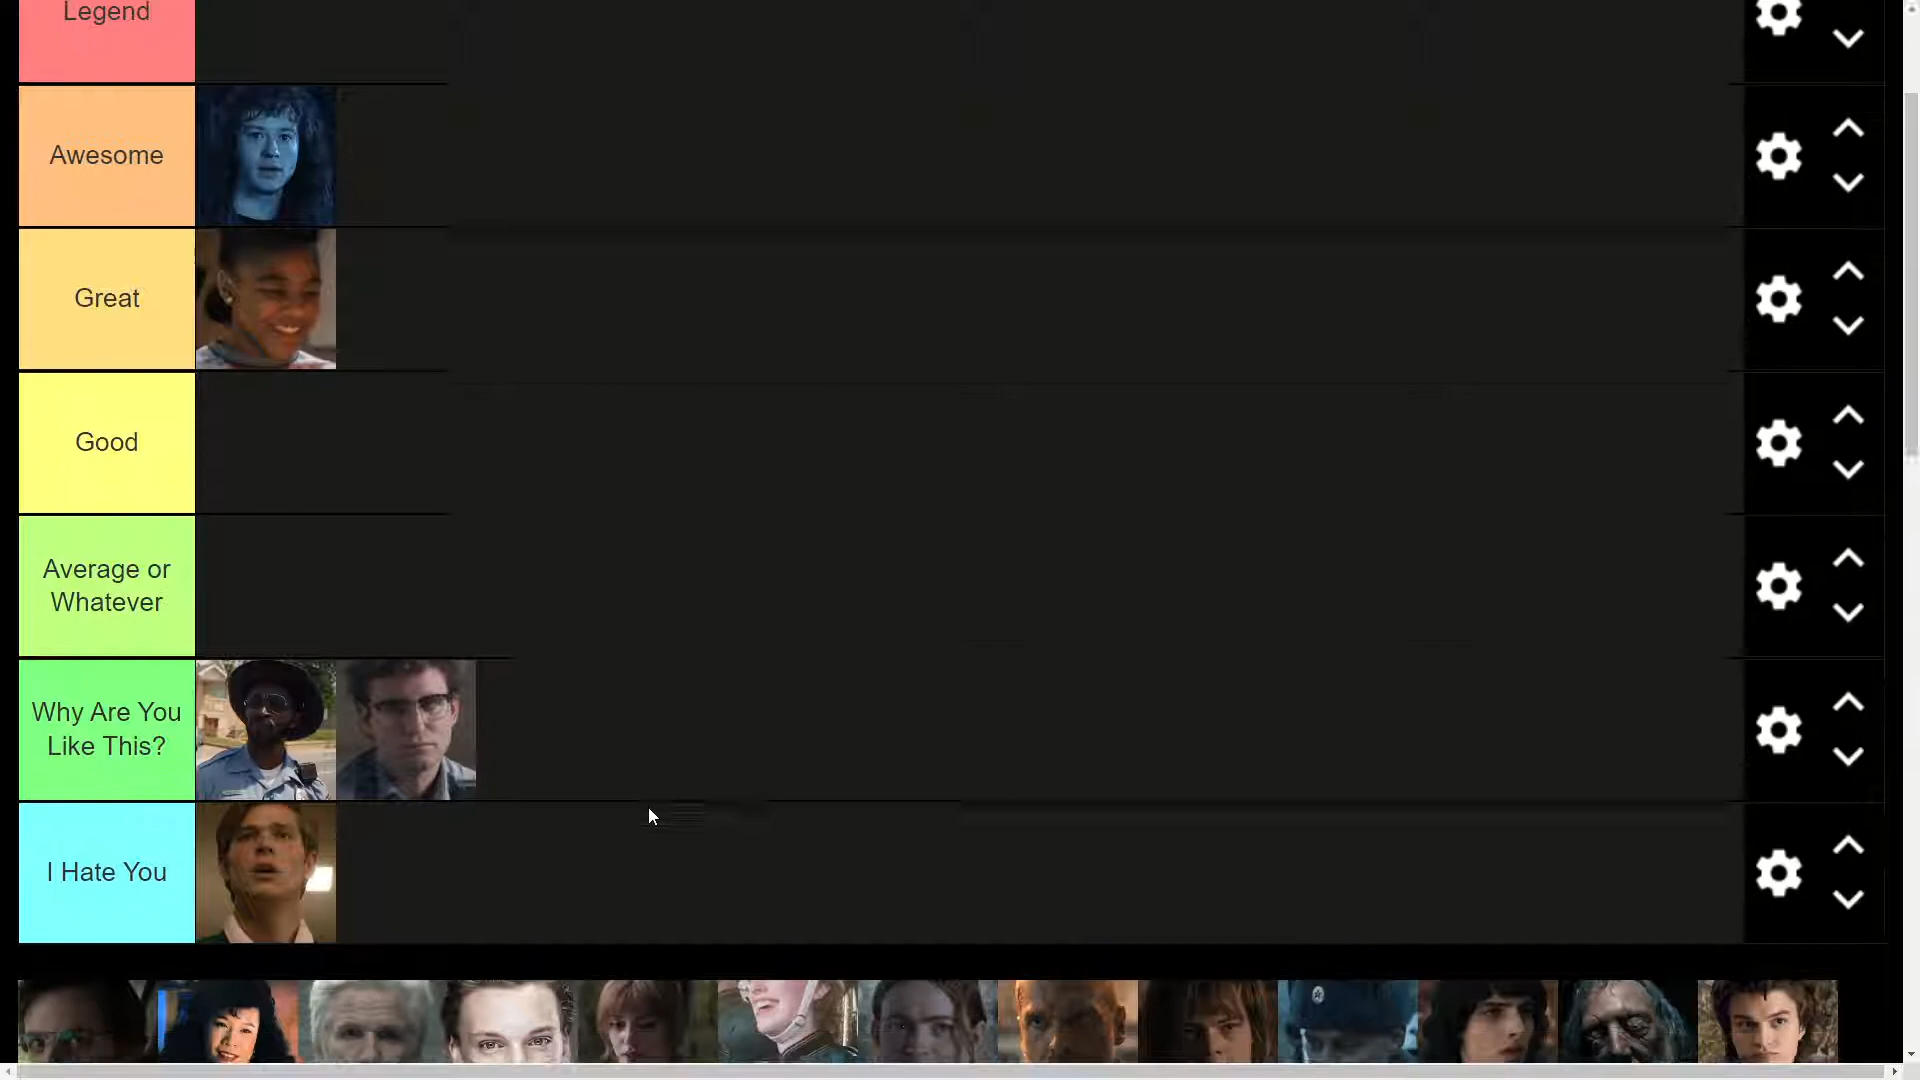 Legend
Awesome
Great
Good
Average or
Whatever
Why Are You
Like This?
I Hate You